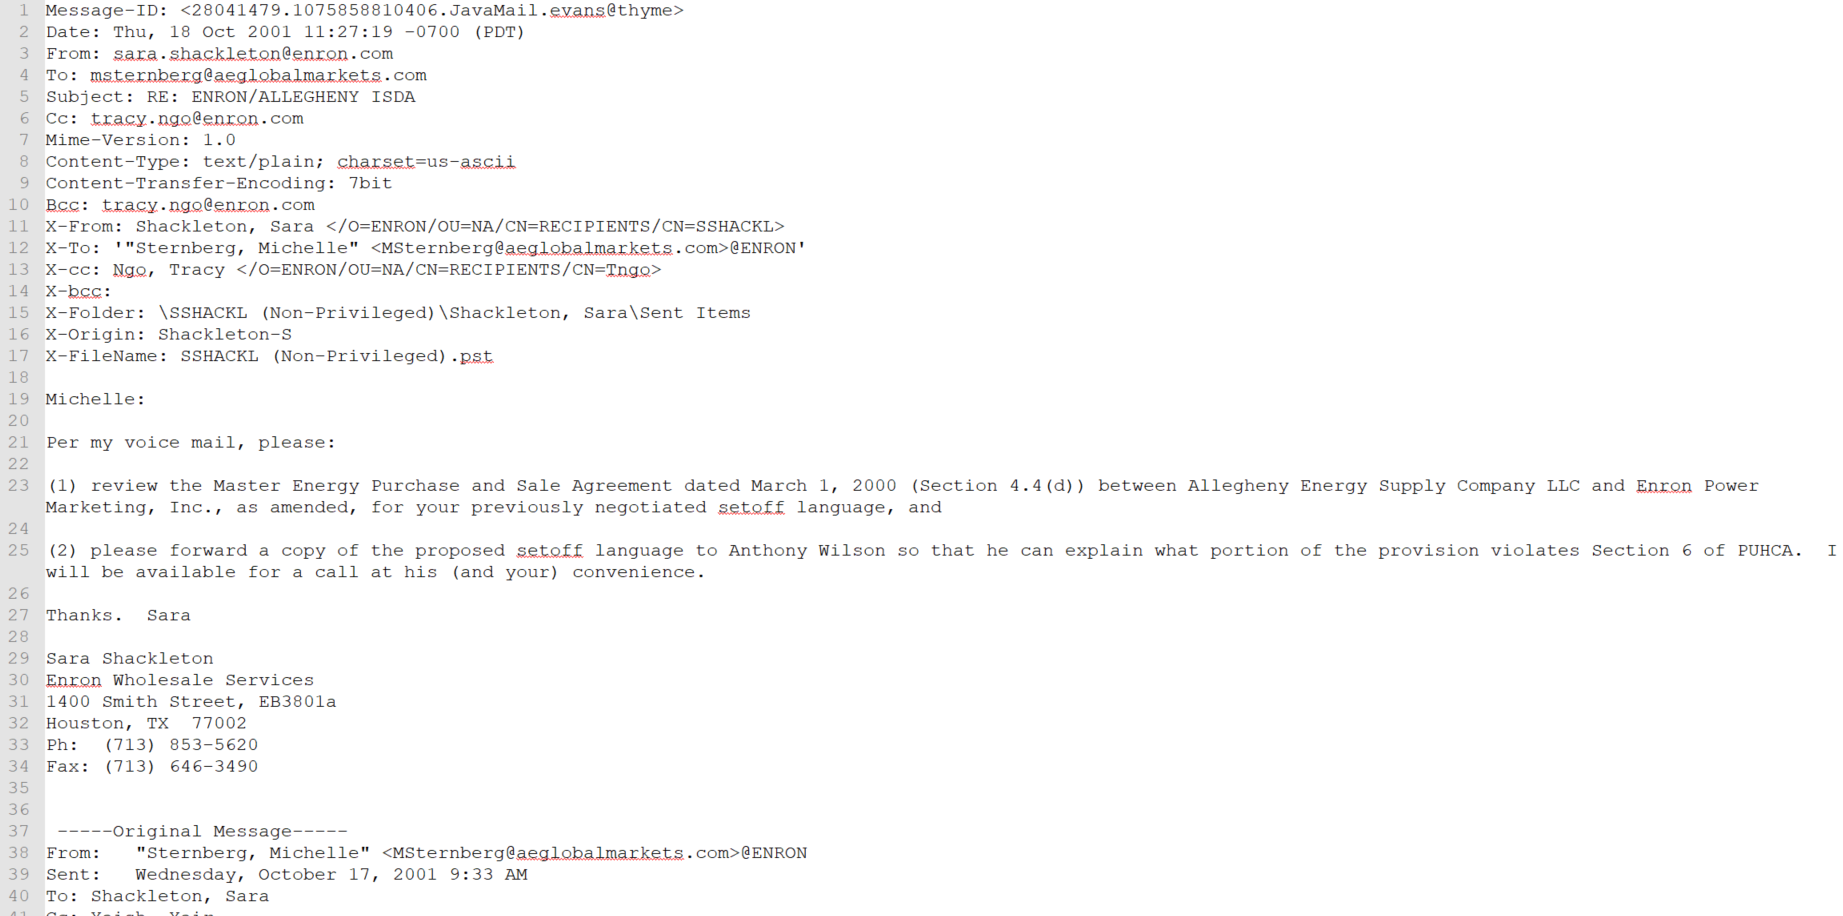 1 Message-ID: <28041479.1075858810406.JavaMail.evans@thyme>
2 Date: Thu, 18 Oct 2001 11:27:19 -0700 (PDT)
3 From: sara.shackleton@enron.com
4 To: msternberg@aeglobalmarkets.com
5 Subject: RE: ENRON/ALLEGHENY ISDA
6 Cc: tracy.ngo@enron.com
7 Mime-Version: 1.0
8 Content-Type: text/plain; charset=us-ascii
9 Content-Transfer-Encoding: 7bit
10 Bcc: tracy.ngo@enron.com
11 X-From: Shackleton, Sara </O=ENRON/OU=NA/CN=RECIPIENTS/CN=SSHACKL>
12 X-To: '"Sternberg, Michelle" <MSternberg@aeglobalmarkets.com>@ENRON'
13 X-cc: Ngo, Tracy </O=ENRON/OU=NA/CN=RECIPIENTS/CN=Tngo>
14 X-bcc:
15 X-Folder: \SSHACKL (Non-Privileged)\Shackleton, Sara\Sent Items
16 X-Origin: Shackleton-S
17 X-FileName: SSHACKL (Non-Privileged).pst
18
19 Michelle:
20
21 Per my voice mail, please:
22
23 (1) review the Master Energy Purchase and Sale Agreement dated March 1, 2000 (Section 4.4(d)) between Allegheny Energy Supply Company LLC and Enron Power
Marketing, Inc., as amended, for your previously negotiated setoff language, and
24
25 (2) please forward a copy of the proposed setoff language to Anthony Wilson so that he can explain what portion of the provision violates Section 6 of PUHCA.  I
will be available for a call at his (and your) convenience.
26
27 Thanks.  Sara
28
29 Sara Shackleton
30 Enron Wholesale Services
31 1400 Smith Street, EB3801a
32 Houston, TX  77002
33 Ph:  (713) 853-5620
34 Fax: (713) 646-3490
35
36
37 -----Original Message-----
38 From:   "Sternberg, Michelle" <MSternberg@aeglobalmarkets.com>@ENRON
39 Sent:   Wednesday, October 17, 2001 9:33 AM
40 To: Shackleton, Sara